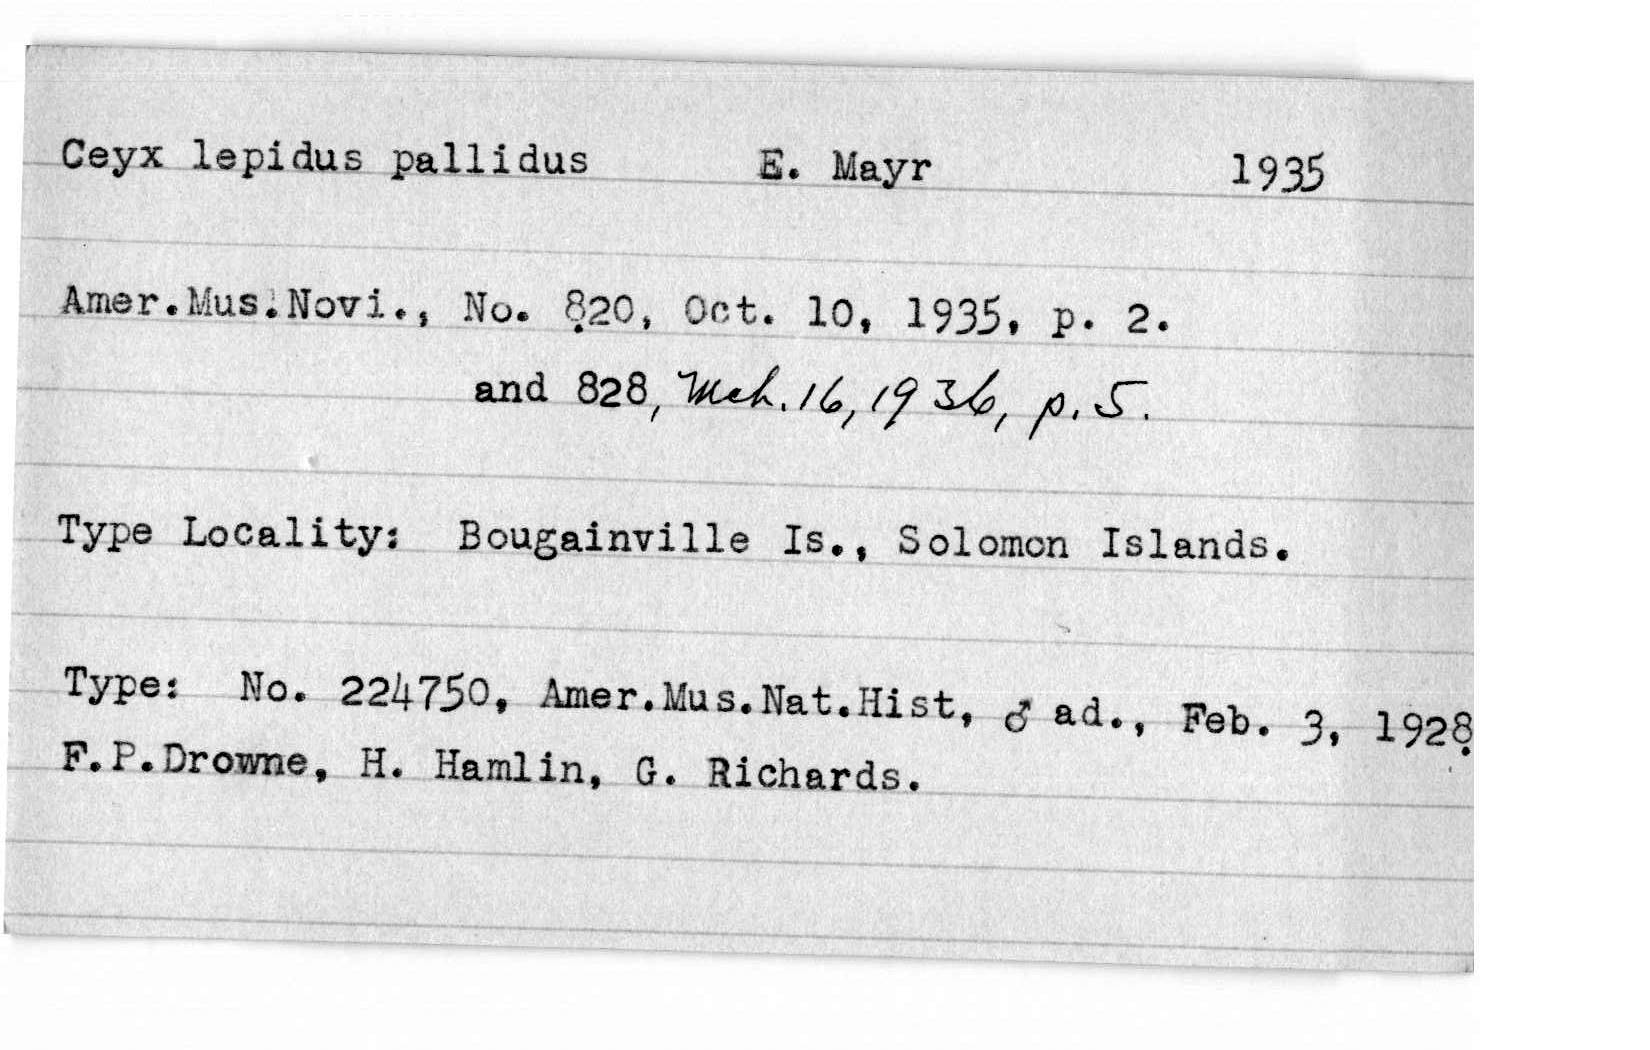 Ceyx lepidus pallidus E. Mayr 1935
Amer.Mus.Novi., No. 820, Oct. 10, 1935, p. 2.
and 828, Mch. 16, 1936, p. 5.
Type Locality: Bougainville Is., Solomon Islands.
Type: No. 224750, Amer.Mus.Nat.Hist, ♂ ad., Feb. 3, 1928
F.P.Drowne, H. Hamlin, G. Richards.